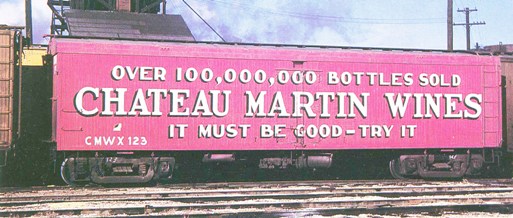 OVER 100,000,000 BOTTLES SOLD
CHATEAU MARTIN WINES
IT MUST BE GOOD-TRY IT
CMWX 123